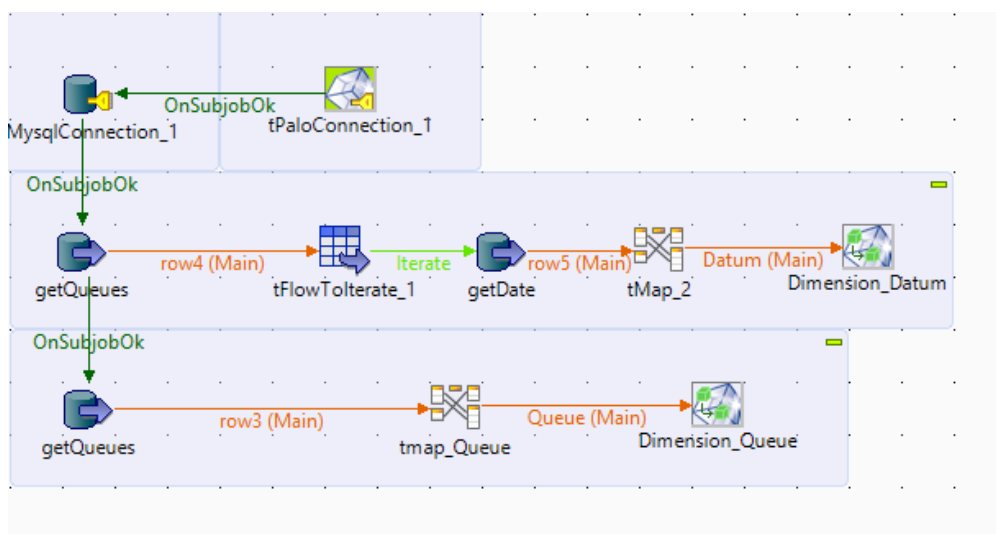 OnSubjobOk
MysqlConnection_1
tPaloConnection_1
OnSubjobOk
row4 (Main)
Iterate
row5 (Main)
Datum (Main)
getQueues
tFlowToIterate_1
getDate
tMap_2
Dimension_Datum
OnSubjobOk
row3 (Main)
Queue (Main)
getQueues
tmap_Queue
Dimension_Queue